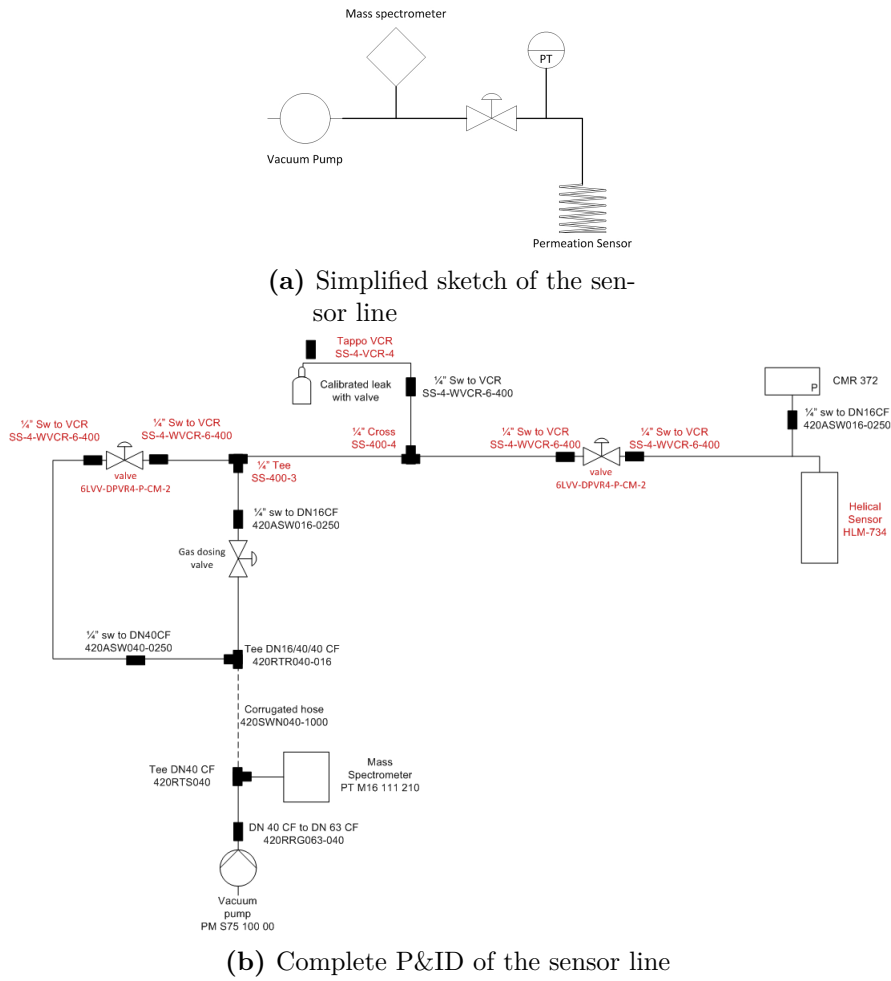 Mass spectrometer
PT
Vacuum Pump
Permeation Sensor
(a) Simplified sketch of the sen-
sor line
Tappo VCR
SS-4-VCR-4
Calibrated leak
with valve
¼" Sw to VCR
SS-4-WVCR-6-400
CMR 372
P
¼" sw to DN16CF
420ASW016-0250
¼" Sw to VCR
SS-4-WVCR-6-400
¼" Sw to VCR
SS-4-WVCR-6-400
valve
6LVV-DPVR4-P-CM-2
¼" Tee
SS-400-3
¼" Cross
SS-400-4
¼" Sw to VCR
SS-4-WVCR-6-400
¼" Sw to VCR
SS-4-WVCR-6-400
valve
6LVV-DPVR4-P-CM-2
Helical
Sensor
HLM-734
¼" sw to DN16CF
420ASW016-0250
Gas dosing
valve
¼" sw to DN40CF
420ASW040-0250
Tee DN16/40/40 CF
420RTR040-016
Corrugated hose
420SWN040-1000
Tee DN40 CF
420RTS040
Mass
Spectrometer
PT M16 111 210
DN 40 CF to DN 63 CF
420RRG063-040
Vacuum
pump
PM S75 100 00
(b) Complete P&ID of the sensor line